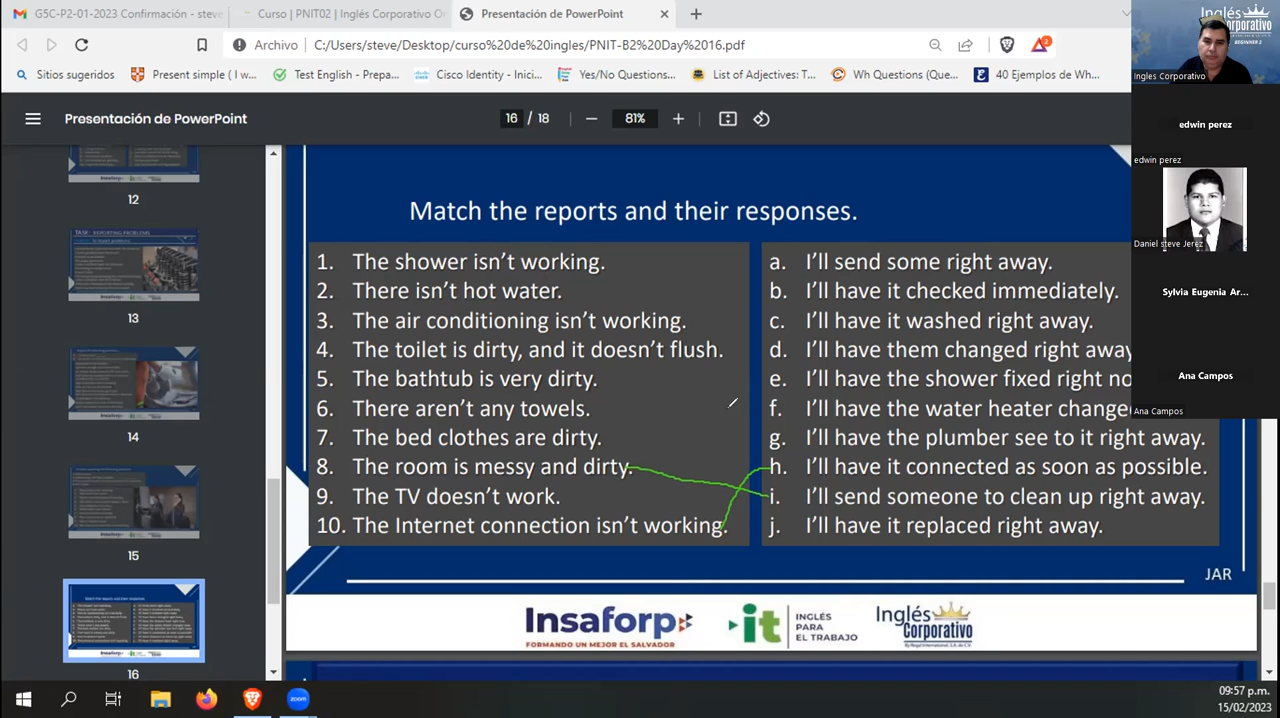 G5C-P2-01-2023 Confirmación - steve
Curso | PNIT02 | Inglés Corporativo On
Presentación de PowerPoint
Archivo
C:/Users/steve/Desktop/curso%20de%20ingles/PNIT-B2%20Day%2016.pdf
2
Sitios sugeridos
Present simple ( I w...
Test English - Prepa...
Cisco Identity - Inici...
Yes/No Questions...
List of Adjectives: T...
Wh Questions (Que...
40 Ejemplos de Wh...
Presentación de PowerPoint
16 / 18
81%
12
13
14
15
16
Match the reports and their responses.
1. The shower isn't working.
2. There isn't hot water.
3. The air conditioning isn't working.
4. The toilet is dirty, and it doesn't flush.
5. The bathtub is very dirty.
6. There aren't any towels.
7. The bed clothes are dirty.
8. The room is messy and dirty.
9. The TV doesn't work.
10. The Internet connection isn't working.
a. I'll send some right away.
b. I'll have it checked immediately.
c. I'll have it washed right away.
d. I'll have them changed right away
e. I'll have the shower fixed right no
f. I'll have the water heater changed
g. I'll have the plumber see to it right away.
h. I'll have it connected as soon as possible.
i. I'll send someone to clean up right away.
j. I'll have it replaced right away.
JAR
Insaforp
FORMANDO UN MEJOR EL SALVADOR
it
INGLÉS
PARA
EL TRABAJO
Inglés
Corporativo
Inglés
Corporativo
BEGINNER 2
Ingles Corporativo
edwin perez
edwin perez
Daniel steve Jerez
Sylvia Eugenia Ar...
Ana Campos
Ana Campos
zoom
09:57 p.m.
15/02/2023